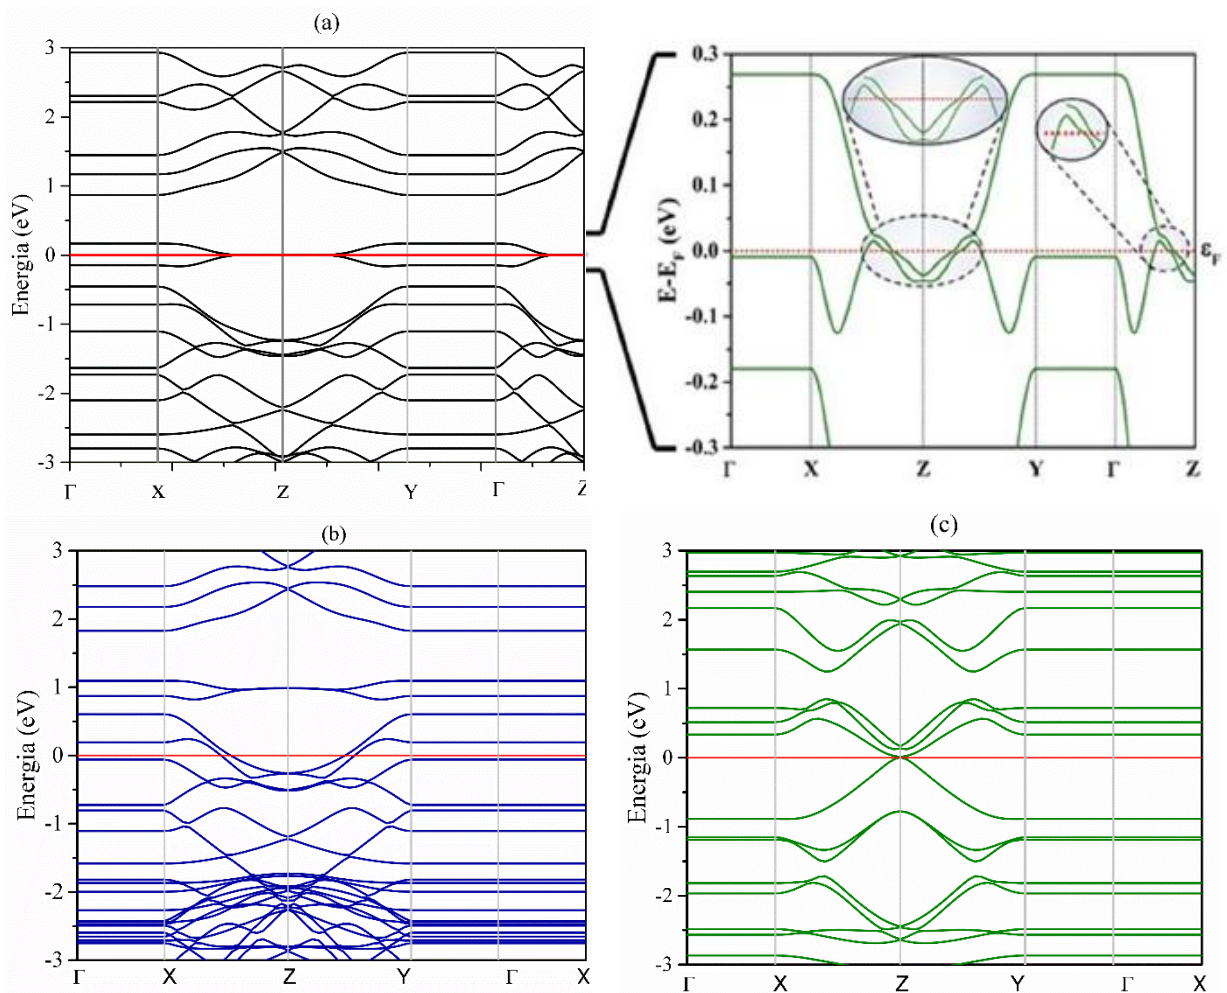 (a)
Energia (eV)
3
2
1
0
-1
-2
-3
Γ X Z Y Γ Z
E-E_F (eV)
0.3
0.2
0.1
0.0
-0.1
-0.2
-0.3
ε_F
Γ X Z Y Γ Z
(b)
Energia (eV)
3
2
1
0
-1
-2
-3
Γ X Z Y Γ X
(c)
Energia (eV)
3
2
1
0
-1
-2
-3
Γ X Z Y Γ X